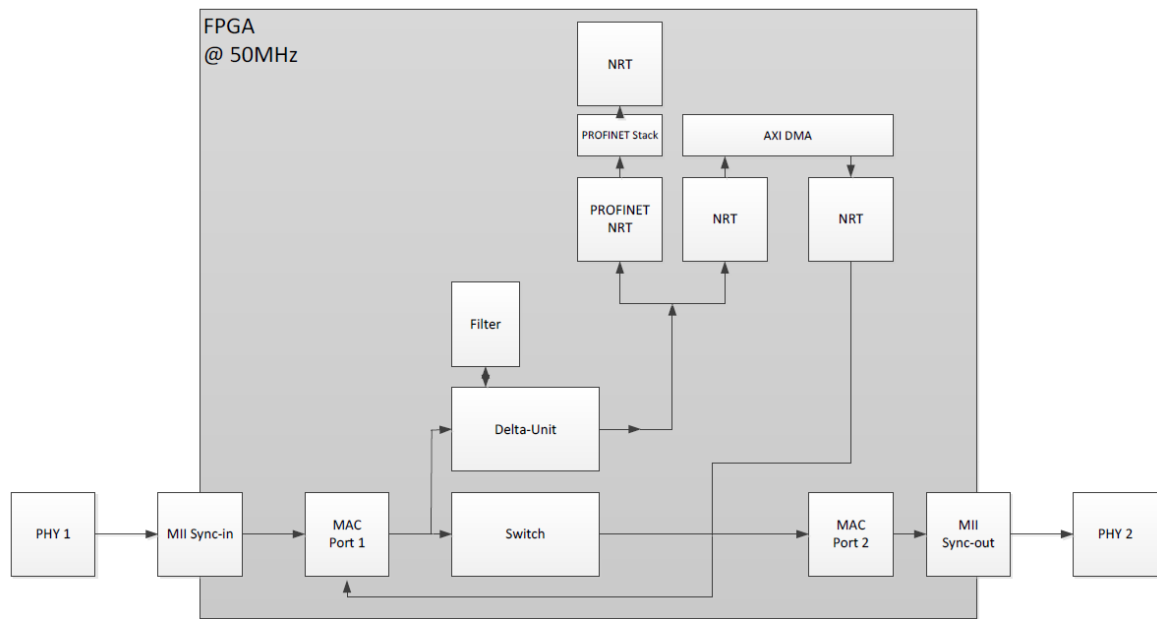 FPGA
@ 50MHz
NRT
PROFINET Stack
AXI DMA
PROFINET
NRT
NRT
NRT
Filter
Delta-Unit
PHY 1
MII Sync-in
MAC
Port 1
Switch
MAC
Port 2
MII
Sync-out
PHY 2